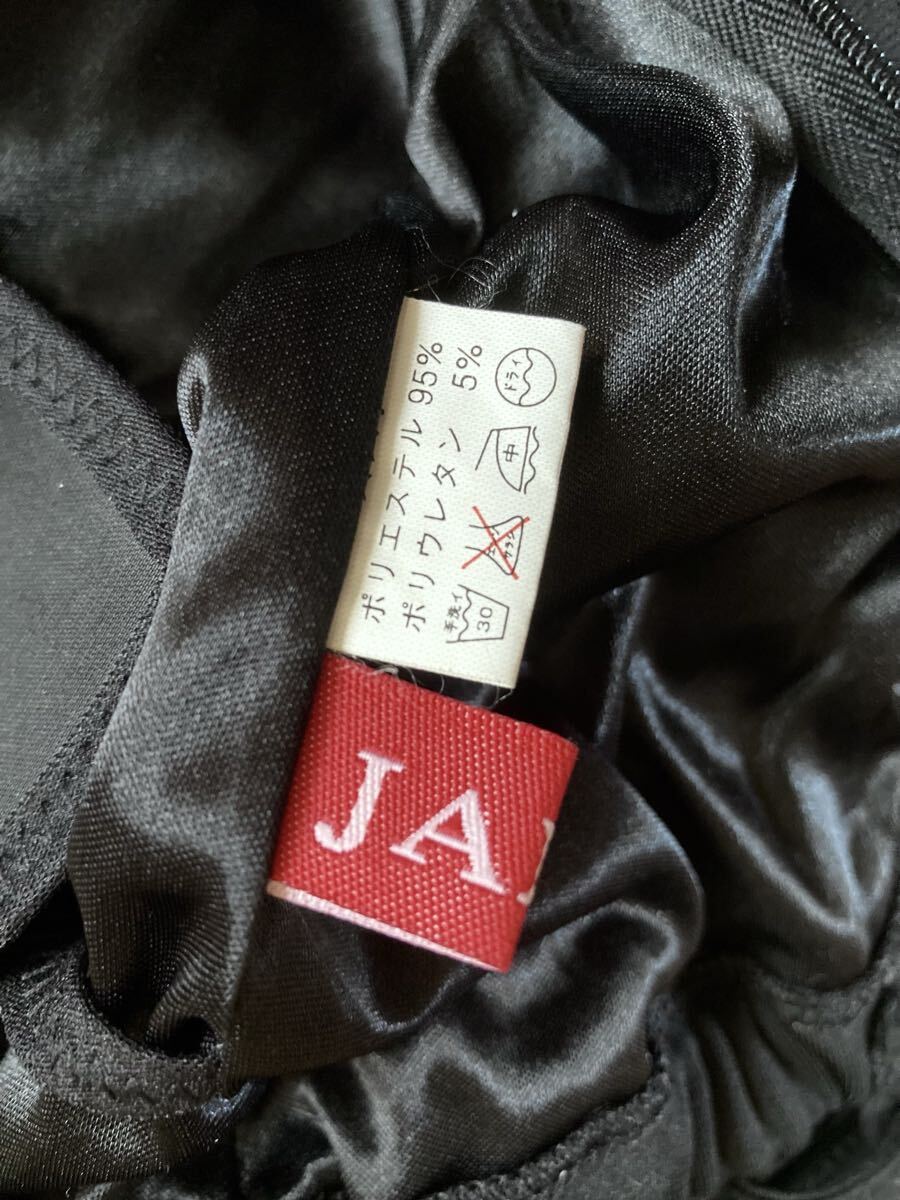 ポリエステル 95%
ポリウレタン 5%
手洗イ
30
中
ドライ
JA